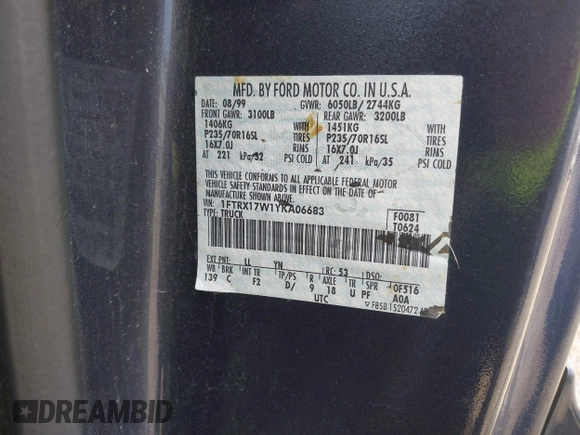 MFD. BY FORD MOTOR CO. IN U.S.A.
DATE: 08/99 GVWR: 6050LB/ 2744KG
FRONT GAWR: 3100LB REAR GAWR: 3200LB
1406KG WITH 1451KG WITH
P235/70R16SL TIRES P235/70R16SL TIRES
16X7.0J RIMS 16X7.0J RIMS
AT 221 kPa/32 PSI COLD AT 241 kPa/35 PSI COLD
THIS VEHICLE CONFORMS TO ALL APPLICABLE FEDERAL MOTOR
VEHICLE SAFETY STANDARDS IN EFFECT ON THE DATE OF
MANUFACTURE SHOWN ABOVE.
VIN: 1FTRX17W1YKA06683
TYPE: TRUCK
F0081
T0624
EXT PNT: LL YN RC: 53 DSO:
WB BRK INT TR TP/PS R AXLE TR SPR 0F516
139 C F2 D/ 9 18 U PF A0A
UTC
F85B-1520472-
DREAMBID